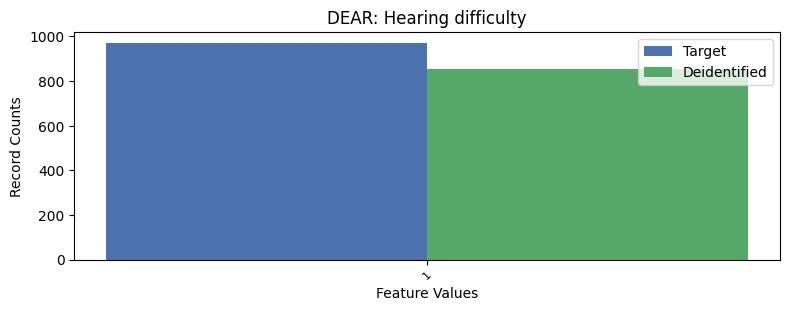 DEAR: Hearing difficulty
Record Counts
1000
800
600
400
200
0
Target
Deidentified
1
Feature Values